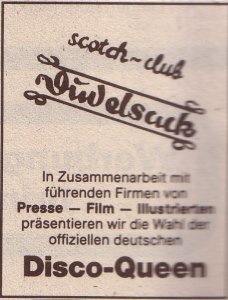 scotch-club
Düdelsack
In Zusammenarbeit mit
führenden Firmen von
Presse — Film — Illustrierten
präsentieren wir die Wahl der
offiziellen deutschen
Disco-Queen